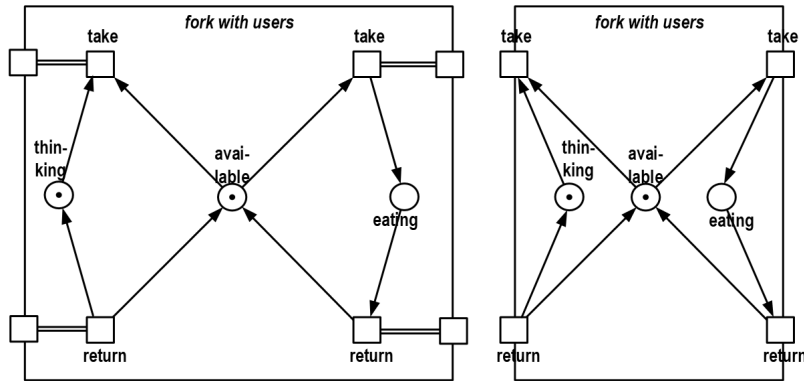 fork with users
take
take
thin-
king
avai-
lable
eating
return
return
fork with users
take
take
thin-
king
avai-
lable
eating
return
return